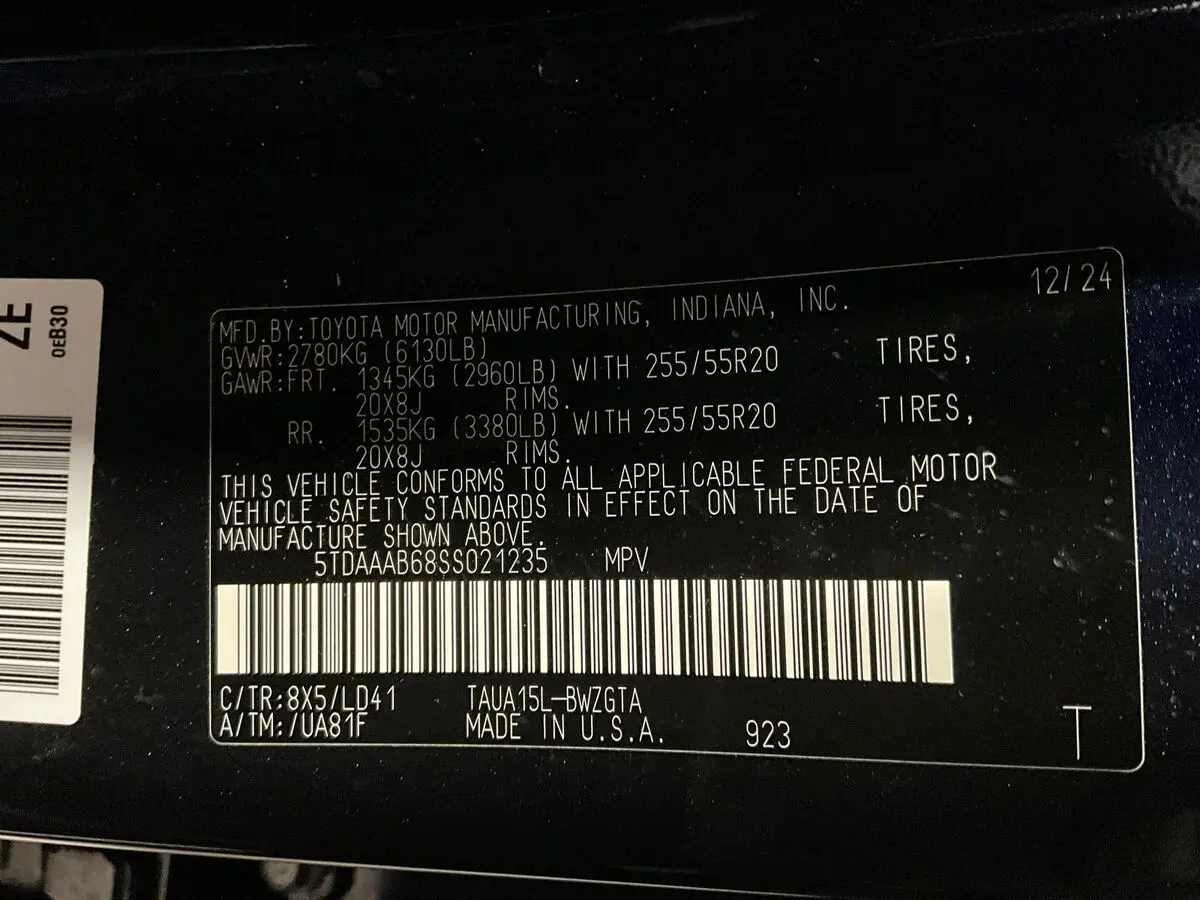 12/24
MFD.BY:TOYOTA MOTOR MANUFACTURING, INDIANA, INC.
GVWR:2780KG (6130LB)
GAWR:FRT. 1345KG (2960LB) WITH 255/55R20 TIRES,
20X8J RIMS.
RR. 1535KG (3380LB) WITH 255/55R20 TIRES,
20X8J RIMS.
THIS VEHICLE CONFORMS TO ALL APPLICABLE FEDERAL MOTOR
VEHICLE SAFETY STANDARDS IN EFFECT ON THE DATE OF
MANUFACTURE SHOWN ABOVE.
5TDAAAB68SS021235 MPV
C/TR:8X5/LD41 TAUA15L-BWZGTA
A/TM:/UA81F MADE IN U.S.A. 923
T
0EB30